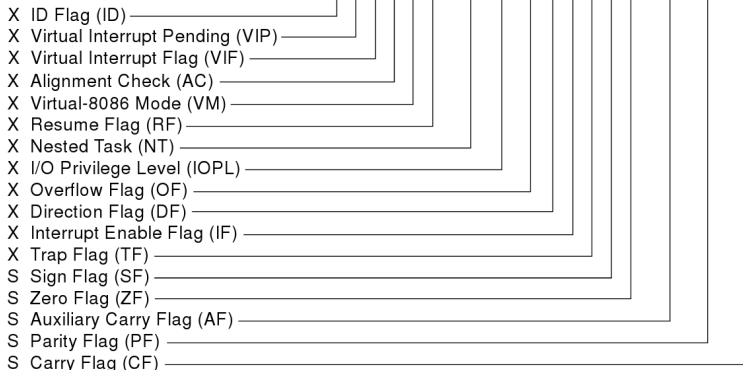 X ID Flag (ID)
X Virtual Interrupt Pending (VIP)
X Virtual Interrupt Flag (VIF)
X Alignment Check (AC)
X Virtual-8086 Mode (VM)
X Resume Flag (RF)
X Nested Task (NT)
X I/O Privilege Level (IOPL)
X Overflow Flag (OF)
X Direction Flag (DF)
X Interrupt Enable Flag (IF)
X Trap Flag (TF)
S Sign Flag (SF)
S Zero Flag (ZF)
S Auxiliary Carry Flag (AF)
S Parity Flag (PF)
S Carry Flag (CF)